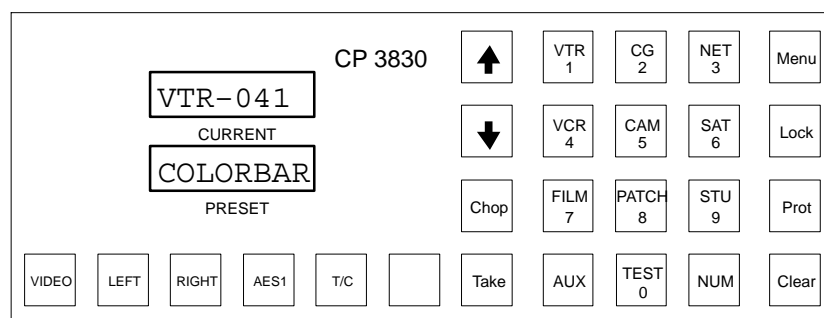 CP 3830
VTR-041
CURRENT
COLORBAR
PRESET
VTR
1
CG
2
NET
3
Menu
VCR
4
CAM
5
SAT
6
Lock
Chop
FILM
7
PATCH
8
STU
9
Prot
VIDEO
LEFT
RIGHT
AES1
T/C
Take
AUX
TEST
0
NUM
Clear